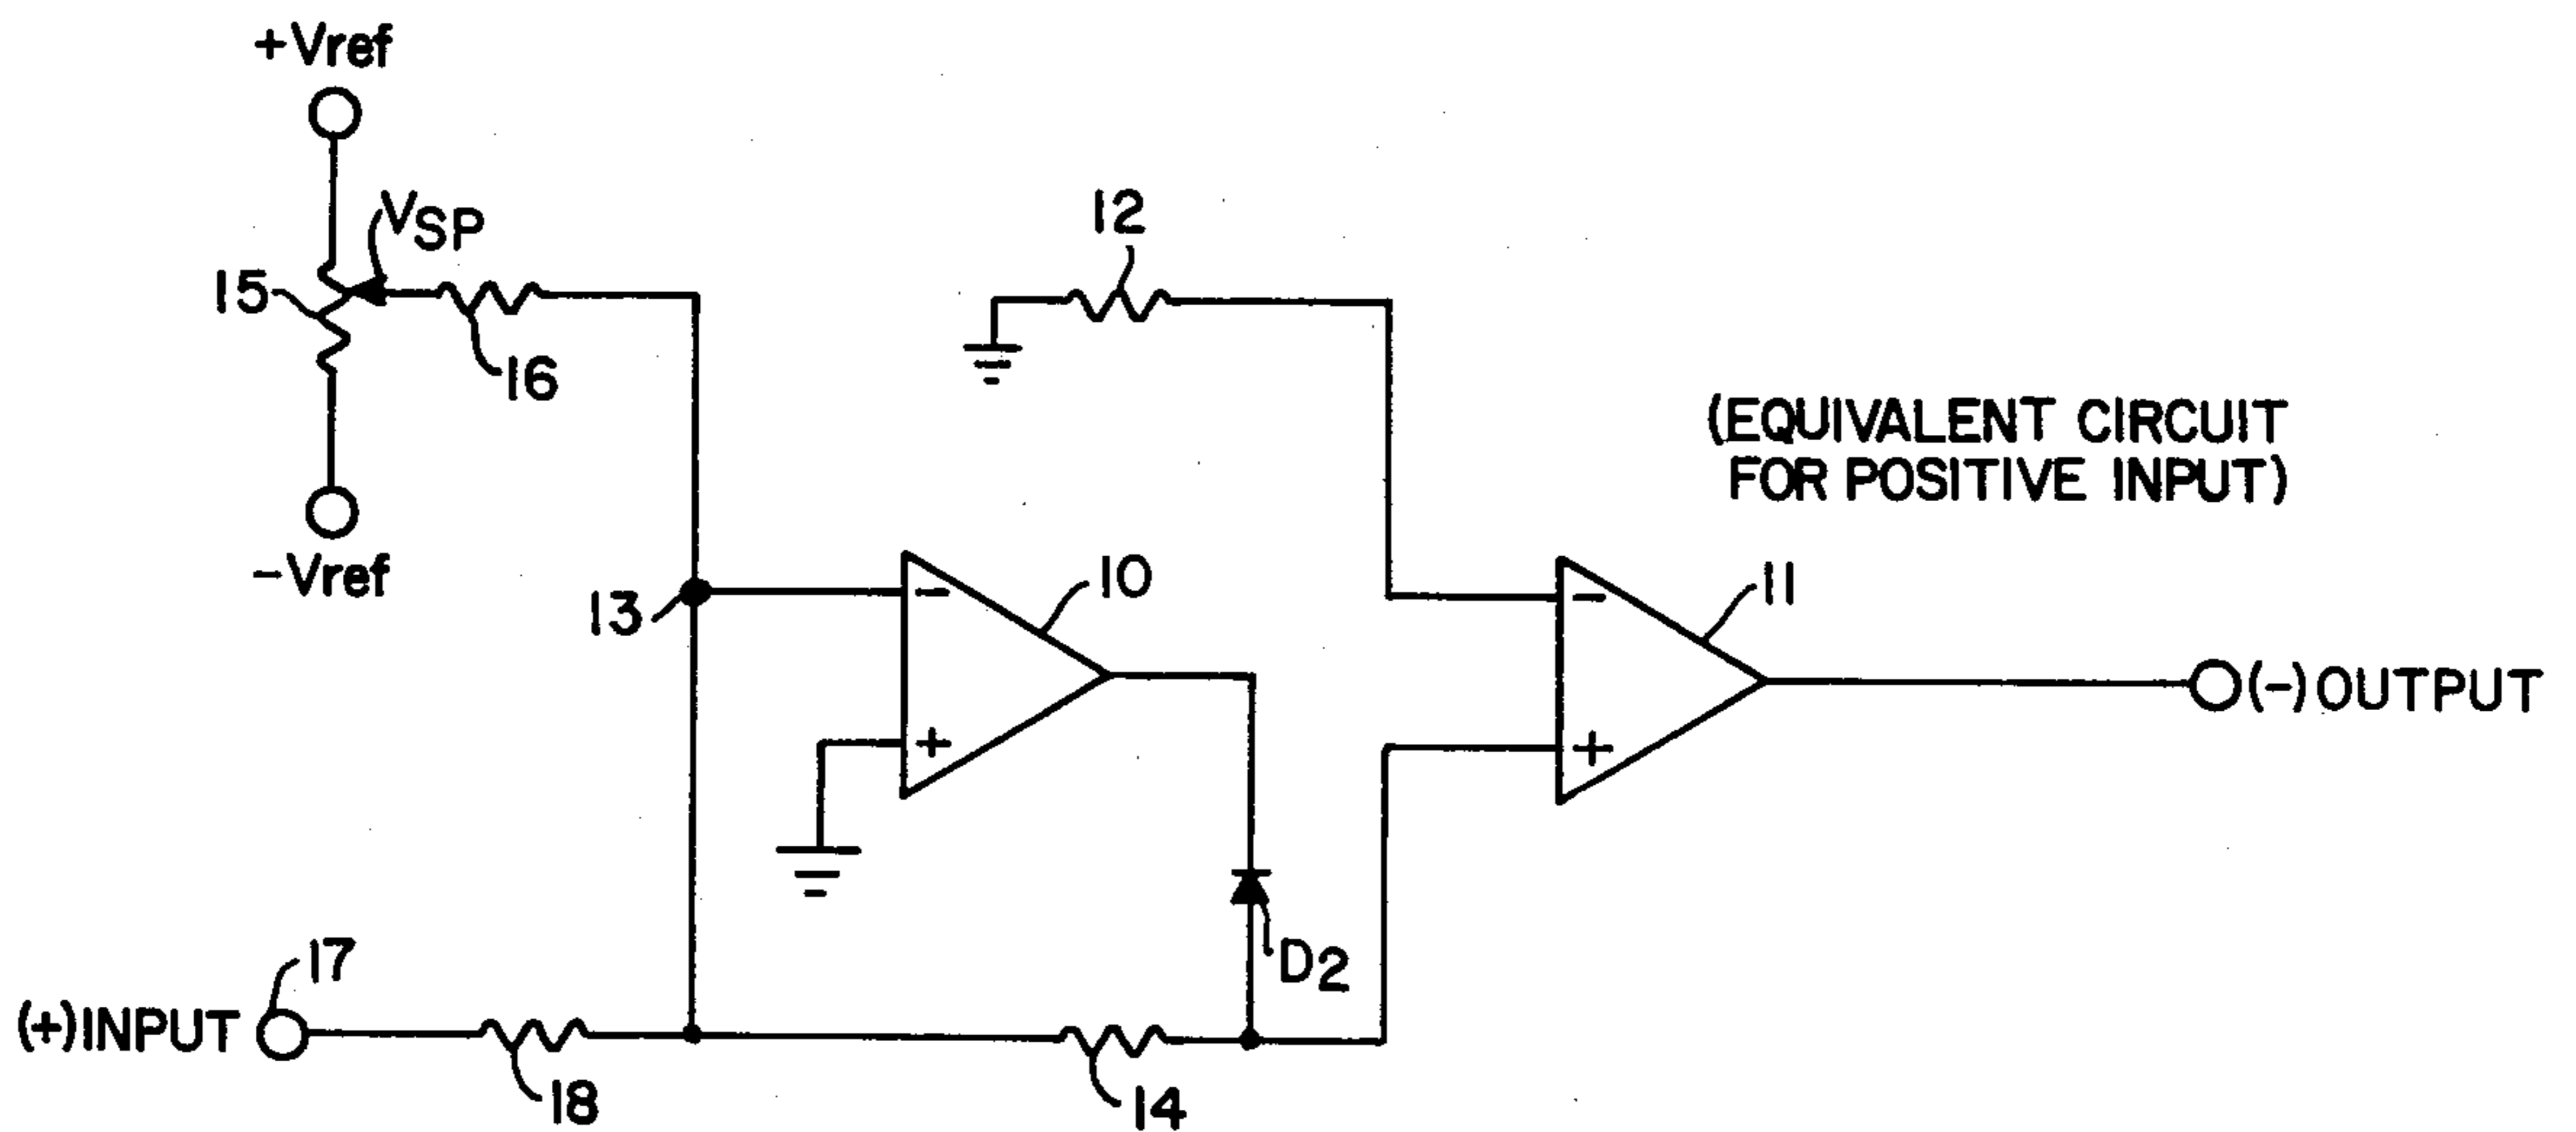 +Vref
VSP
15
16
-Vref
12
(EQUIVALENT CIRCUIT
FOR POSITIVE INPUT)
13
-
10
+
-
11
+
(-) OUTPUT
D2
17
(+) INPUT
18
14